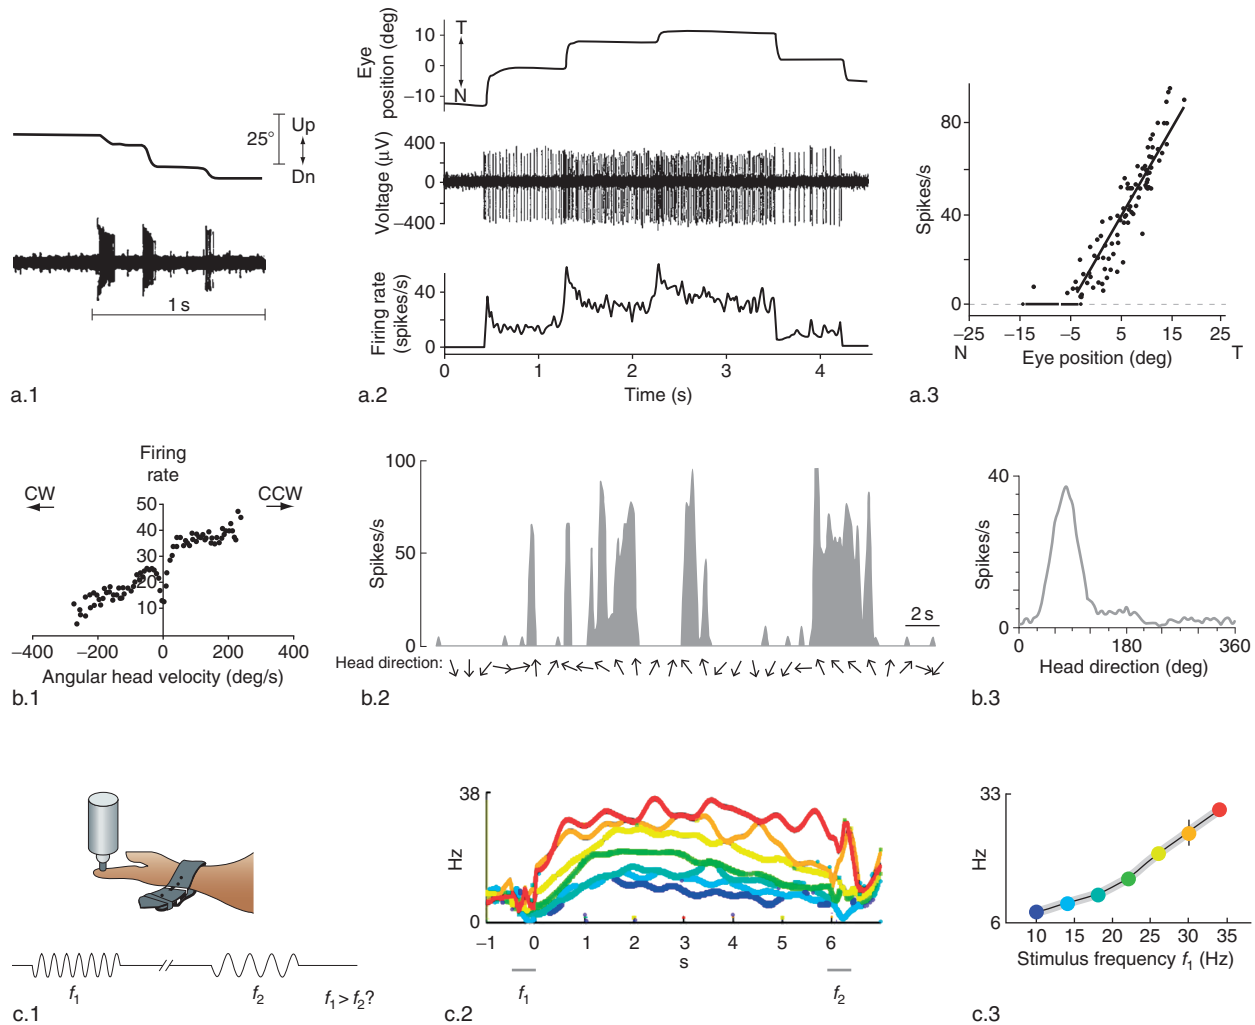 25°
Up
Dn
1 s
a.1
Eye
position (deg)
10
0
−10
T
N
Voltage (μV)
400
0
−400
Firing rate
(spikes/s)
40
0
0 1 2 3 4
Time (s)
a.2
Spikes/s
80
40
0
−25 −15 −5 5 15 25
N Eye position (deg) T
a.3
Firing
rate
CW
CCW
50
40
30
20
10
−400 −200 0 200 400
Angular head velocity (deg/s)
b.1
Spikes/s
100
50
0
2 s
Head direction:
b.2
Spikes/s
40
0
0 180 360
Head direction (deg)
b.3
f1
f2
f1 > f2?
c.1
Hz
38
0
−1 0 1 2 3 4 5 6
s
f1
f2
c.2
Hz
33
6
10 15 20 25 30 35
Stimulus frequency f1 (Hz)
c.3